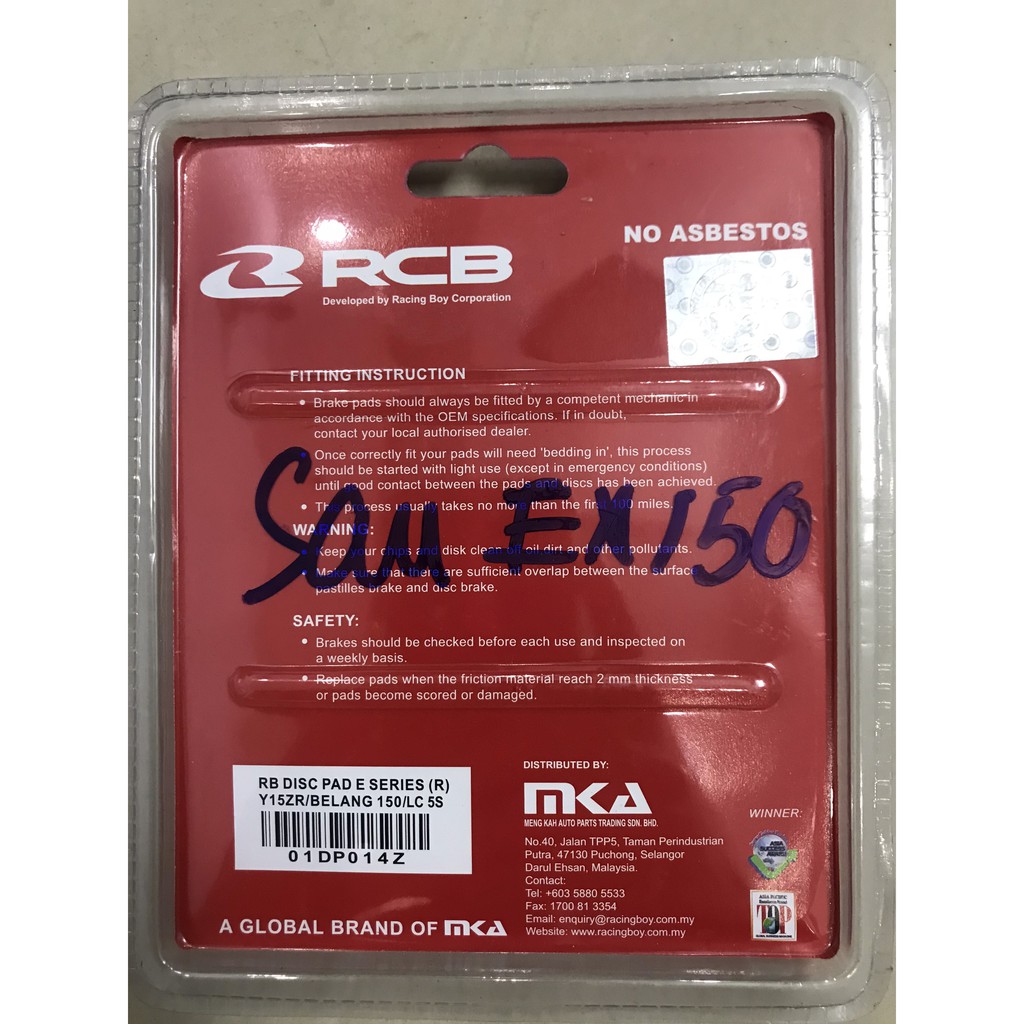 NO ASBESTOS
RCB
Developed by Racing Boy Corporation
FITTING INSTRUCTION
• Brake pads should always be fitted by a competent mechanic in
accordance with the OEM specifications. If in doubt,
contact your local authorised dealer.
• Once correctly fit your pads will need 'bedding in', this process
should be started with light use (except in emergency conditions)
until good contact between the pads and discs has been achieved.
• This process usually takes no more than the first 100 miles.
SAU EX150
WARNING:
• Keep your chips and disk clean off oil dirt and other pollutants.
• Make sure that there are sufficient overlap between the surface
pastilles brake and disc brake.
SAFETY:
• Brakes should be checked before each use and inspected on
a weekly basis.
• Replace pads when the friction material reach 2 mm thickness
or pads become scored or damaged.
RB DISC PAD E SERIES (R)
Y15ZR/BELANG 150/LC 5S
01DP014Z
DISTRIBUTED BY:
MKA
MENG KAH AUTO PARTS TRADING SDN. BHD.
No.40, Jalan TPP5, Taman Perindustrian
Putra, 47130 Puchong, Selangor
Darul Ehsan, Malaysia.
Contact:
Tel: +603 5880 5533
Fax: 1700 81 3354
Email: enquiry@racingboy.com.my
Website: www.racingboy.com.my
WINNER:
ASIA
SUCCESS
AWARDS
ASIA PACIFIC
TOP
A GLOBAL BRAND OF MKA